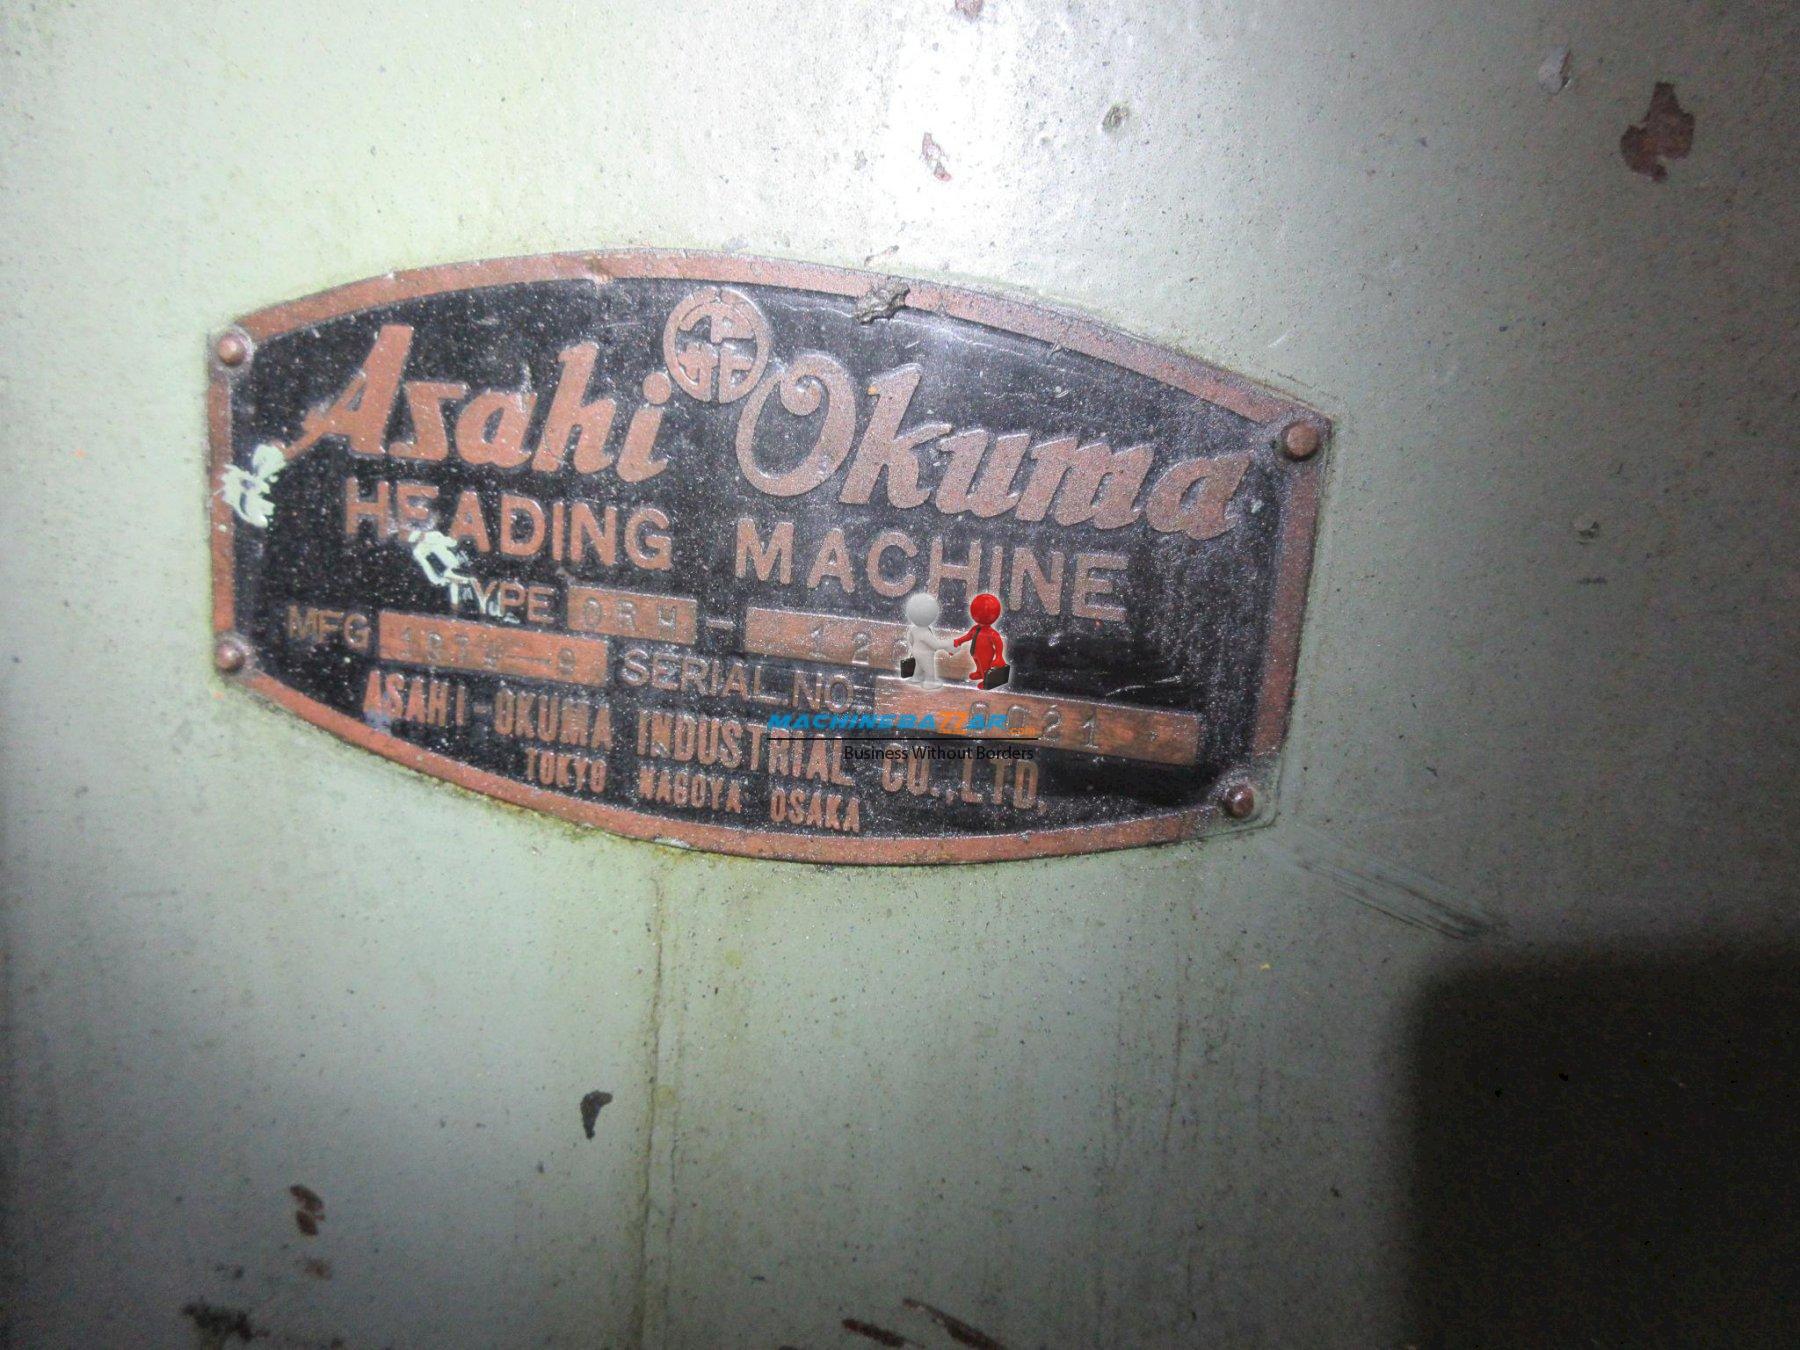 Asahi Okuma
HEADING MACHINE
TYPE
MFG SERIAL NO.
ASAHI-OKUMA INDUSTRIAL CO.,LTD.
TOKYO NAGOYA OSAKA
MACHINEBAZZAR
Business Without Borders